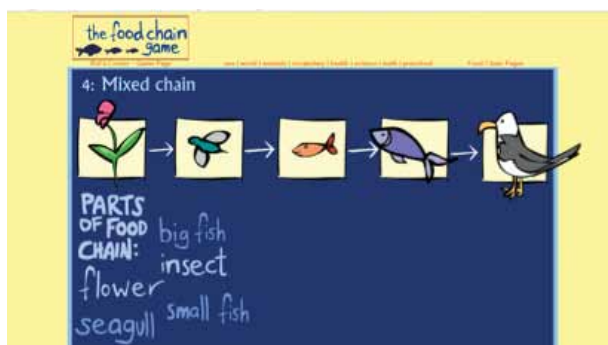 the food chain
game
4: Mixed chain
PARTS
OF FOOD
CHAIN:
big fish
insect
flower
small fish
seagull